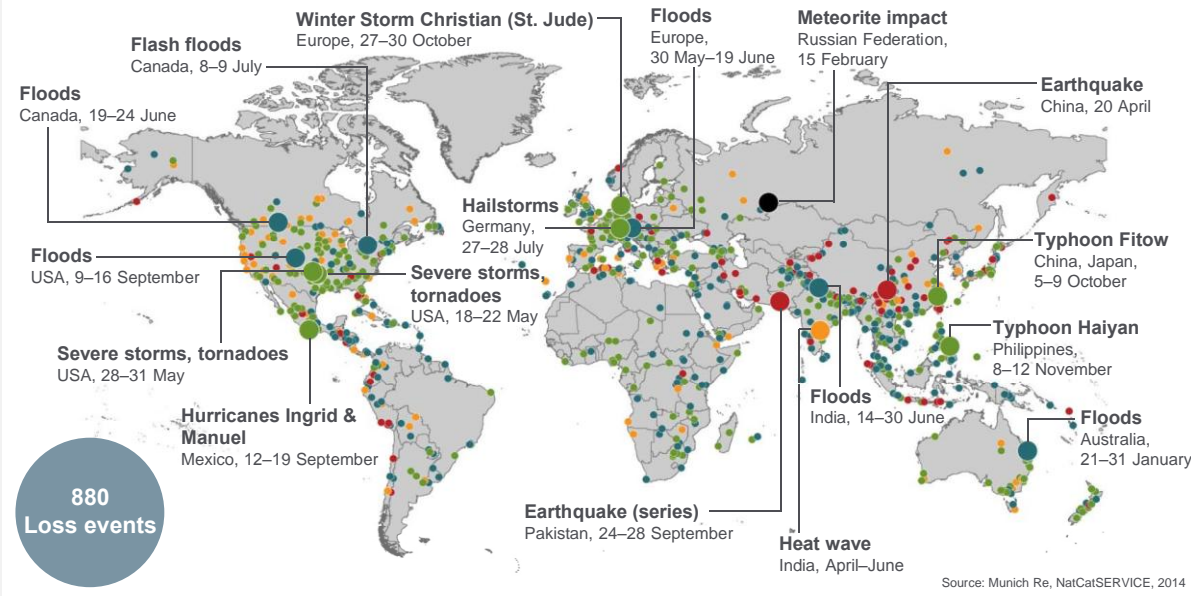 Winter Storm Christian (St. Jude)
Europe, 27–30 October
Floods
Europe,
30 May–19 June
Meteorite impact
Russian Federation,
15 February
Flash floods
Canada, 8–9 July
Earthquake
China, 20 April
Floods
Canada, 19–24 June
Hailstorms
Germany,
27–28 July
Typhoon Fitow
China, Japan,
5–9 October
Floods
USA, 9–16 September
Severe storms,
tornadoes
USA, 18–22 May
Typhoon Haiyan
Philippines,
8–12 November
Severe storms, tornadoes
USA, 28–31 May
Floods
India, 14–30 June
Hurricanes Ingrid &
Manuel
Mexico, 12–19 September
Floods
Australia,
21–31 January
880
Loss events
Earthquake (series)
Pakistan, 24–28 September
Heat wave
India, April–June
Source: Munich Re, NatCatSERVICE, 2014